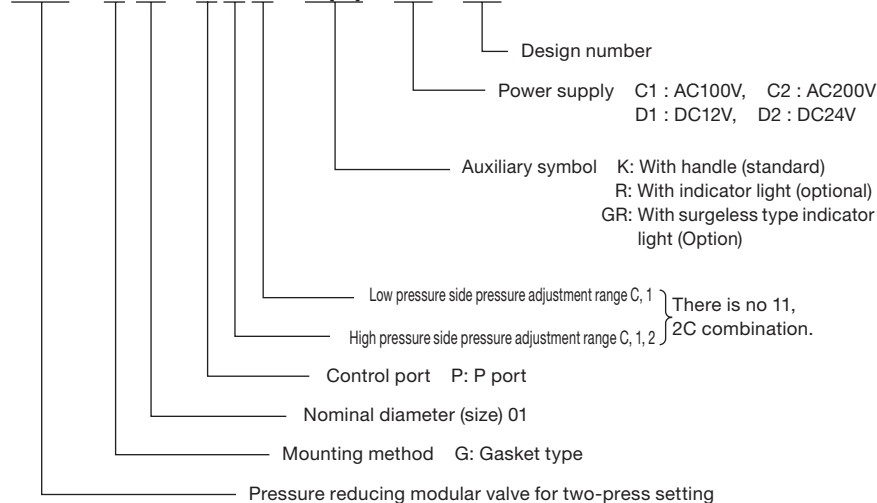 Design number
Power supply C1 : AC100V, C2 : AC200V
D1 : DC12V, D2 : DC24V
Auxiliary symbol K: With handle (standard)
R: With indicator light (optional)
GR: With surgeless type indicator
light (Option)
Low pressure side pressure adjustment range C, 1
There is no 11,
2C combination.
High pressure side pressure adjustment range C, 1, 2
Control port P: P port
Nominal diameter (size) 01
Mounting method G: Gasket type
Pressure reducing modular valve for two-press setting